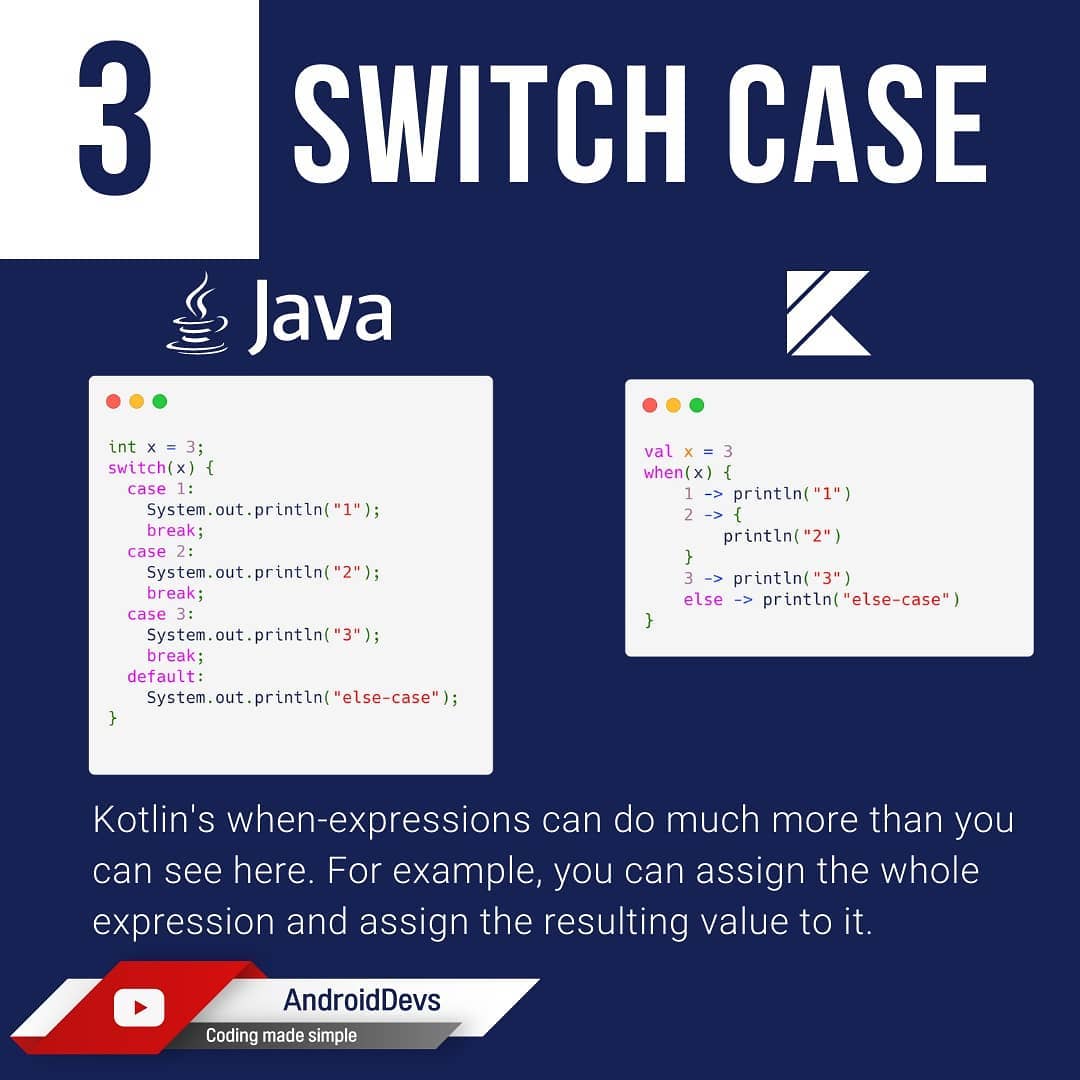 3
SWITCH CASE
Java
int x = 3;
switch(x) {
  case 1:
    System.out.println("1");
    break;
  case 2:
    System.out.println("2");
    break;
  case 3:
    System.out.println("3");
    break;
  default:
    System.out.println("else-case");
}
val x = 3
when(x) {
    1 -> println("1")
    2 -> {
        println("2")
    }
    3 -> println("3")
    else -> println("else-case")
}
Kotlin's when-expressions can do much more than you
can see here. For example, you can assign the whole
expression and assign the resulting value to it.
AndroidDevs
Coding made simple